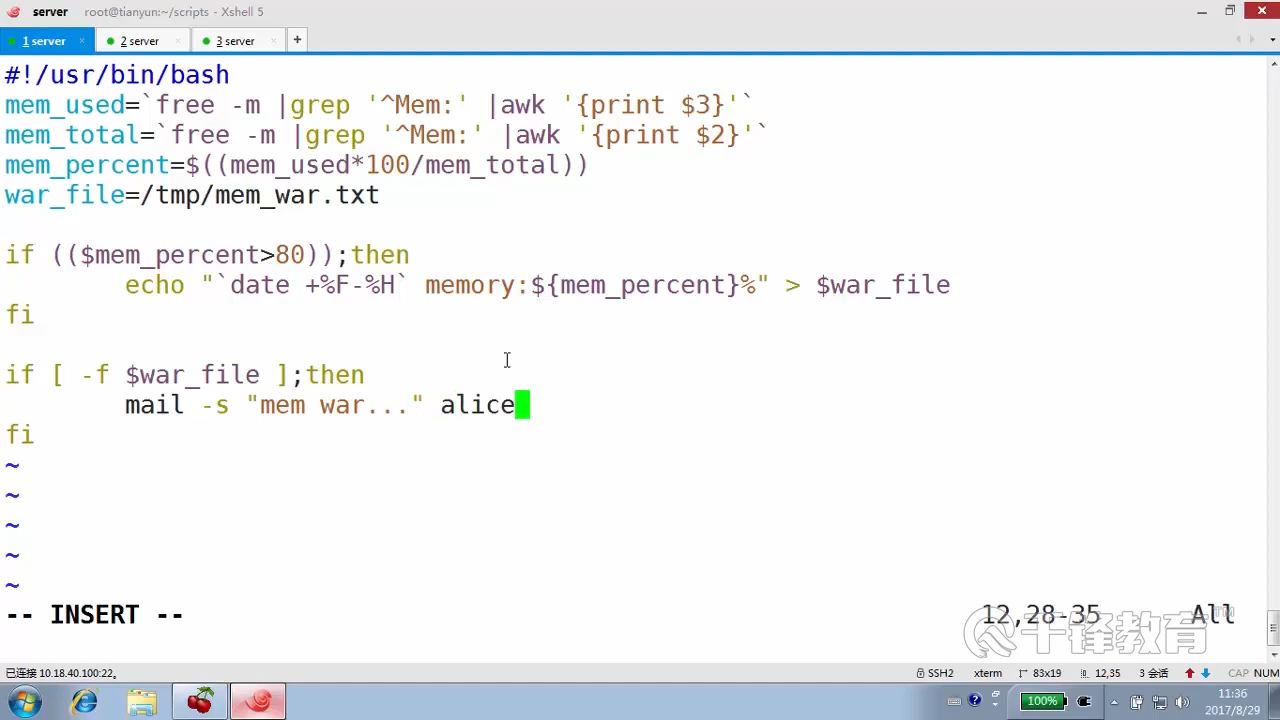 server root@tianyun:~/scripts - Xshell 5
1 server × 2 server × 3 server × +
#!/usr/bin/bash
mem_used=`free -m |grep '^Mem:' |awk '{print $3}'`
mem_total=`free -m |grep '^Mem:' |awk '{print $2}'`
mem_percent=$((mem_used*100/mem_total))
war_file=/tmp/mem_war.txt
if (($mem_percent>80));then
echo "`date +%F-%H` memory:${mem_percent}%" > $war_file
fi
if [ -f $war_file ];then
mail -s "mem war..." alice
fi
~
~
~
~
~
-- INSERT -- 12,28-35 All
千锋教育 TM
已连接 10.18.40.100:22。 SSH2 xterm 83x19 12,35 3 会话 CAP NUM
100% 11:36
2017/8/29